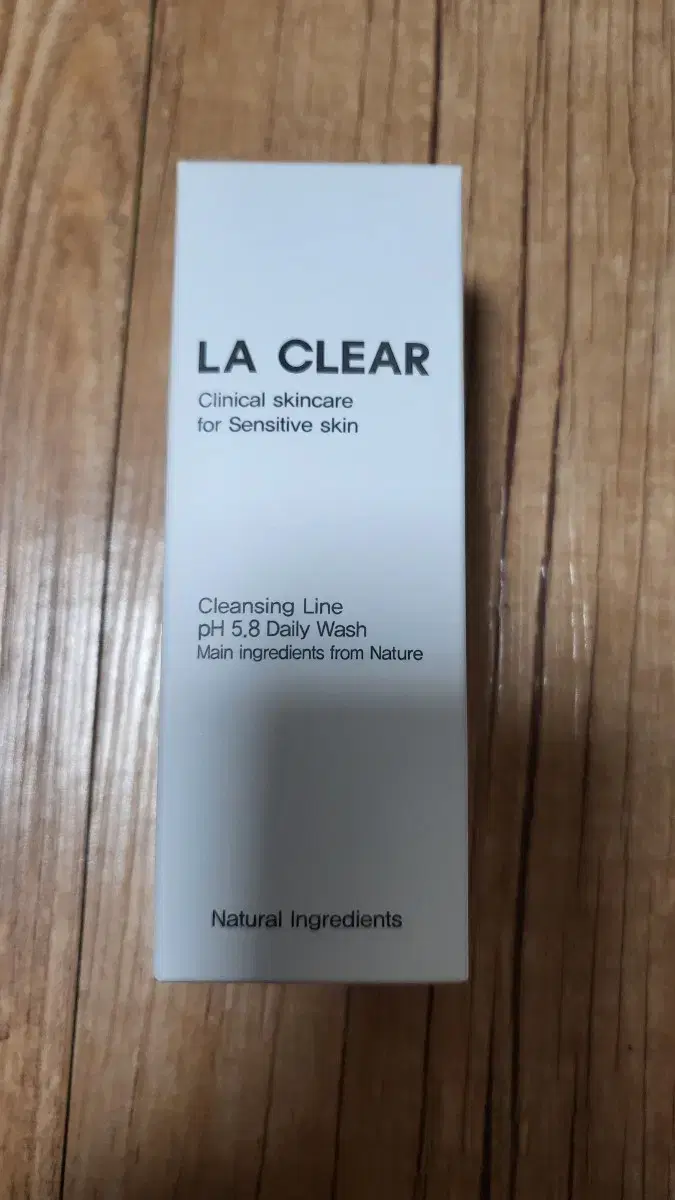 LA CLEAR
Clinical skincare
for Sensitive skin
Cleansing Line
pH 5.8 Daily Wash
Main ingredients from Nature
Natural Ingredients